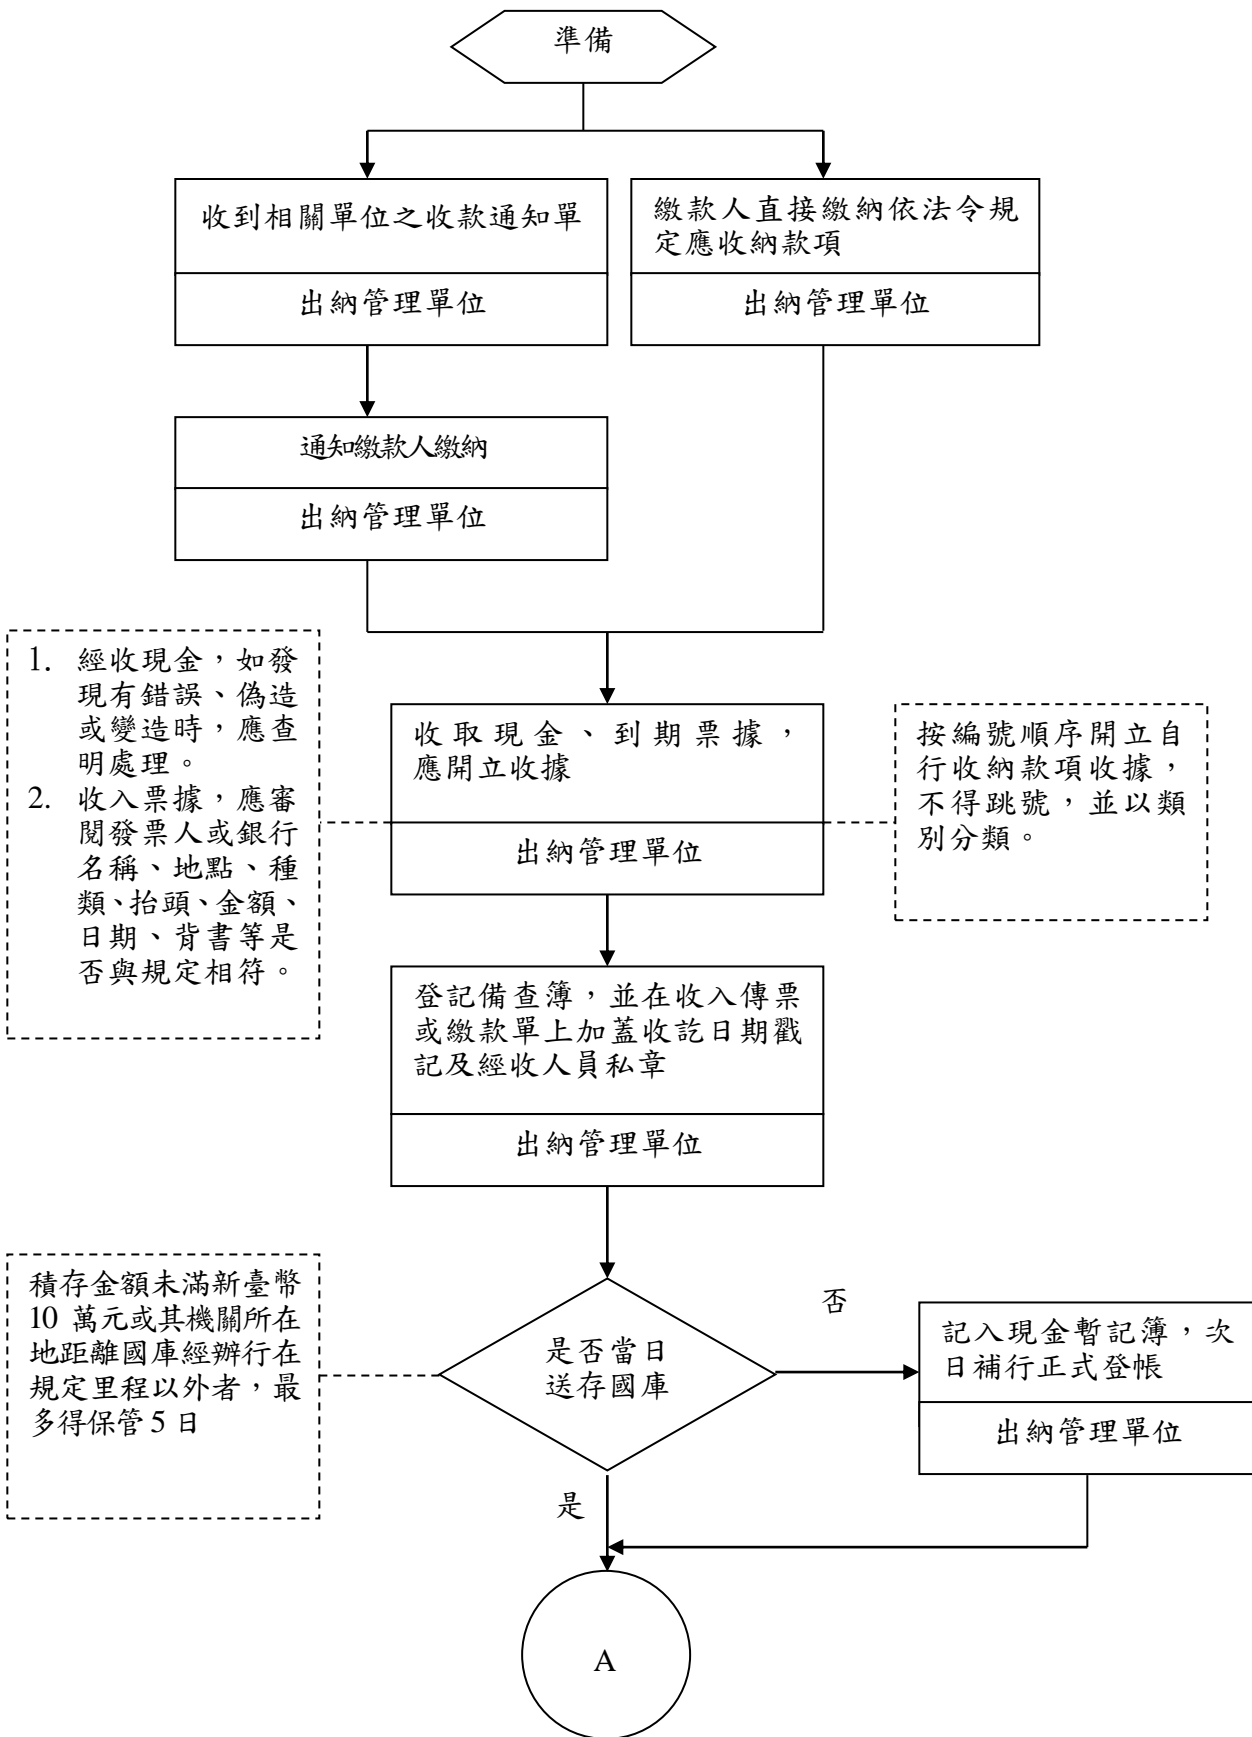 準備
收到相關單位之收款通知單
出納管理單位
繳款人直接繳納依法令規
定應收納款項
出納管理單位
通知繳款人繳納
出納管理單位
1. 經收現金，如發
現有錯誤、偽造
或變造時，應查
明處理。
2. 收入票據，應審
閱發票人或銀行
名稱、地點、種
類、抬頭、金額、
日期、背書等是
否與規定相符。
收取現金、到期票據，
應開立收據
出納管理單位
按編號順序開立自
行收納款項收據，
不得跳號，並以類
別分類。
登記備查簿，並在收入傳票
或繳款單上加蓋收訖日期戳
記及經收人員私章
出納管理單位
積存金額未滿新臺幣
10 萬元或其機關所在
地距離國庫經辦行在
規定里程以外者，最
多得保管 5 日
是否當日
送存國庫
否
記入現金暫記簿，次
日補行正式登帳
出納管理單位
是
A